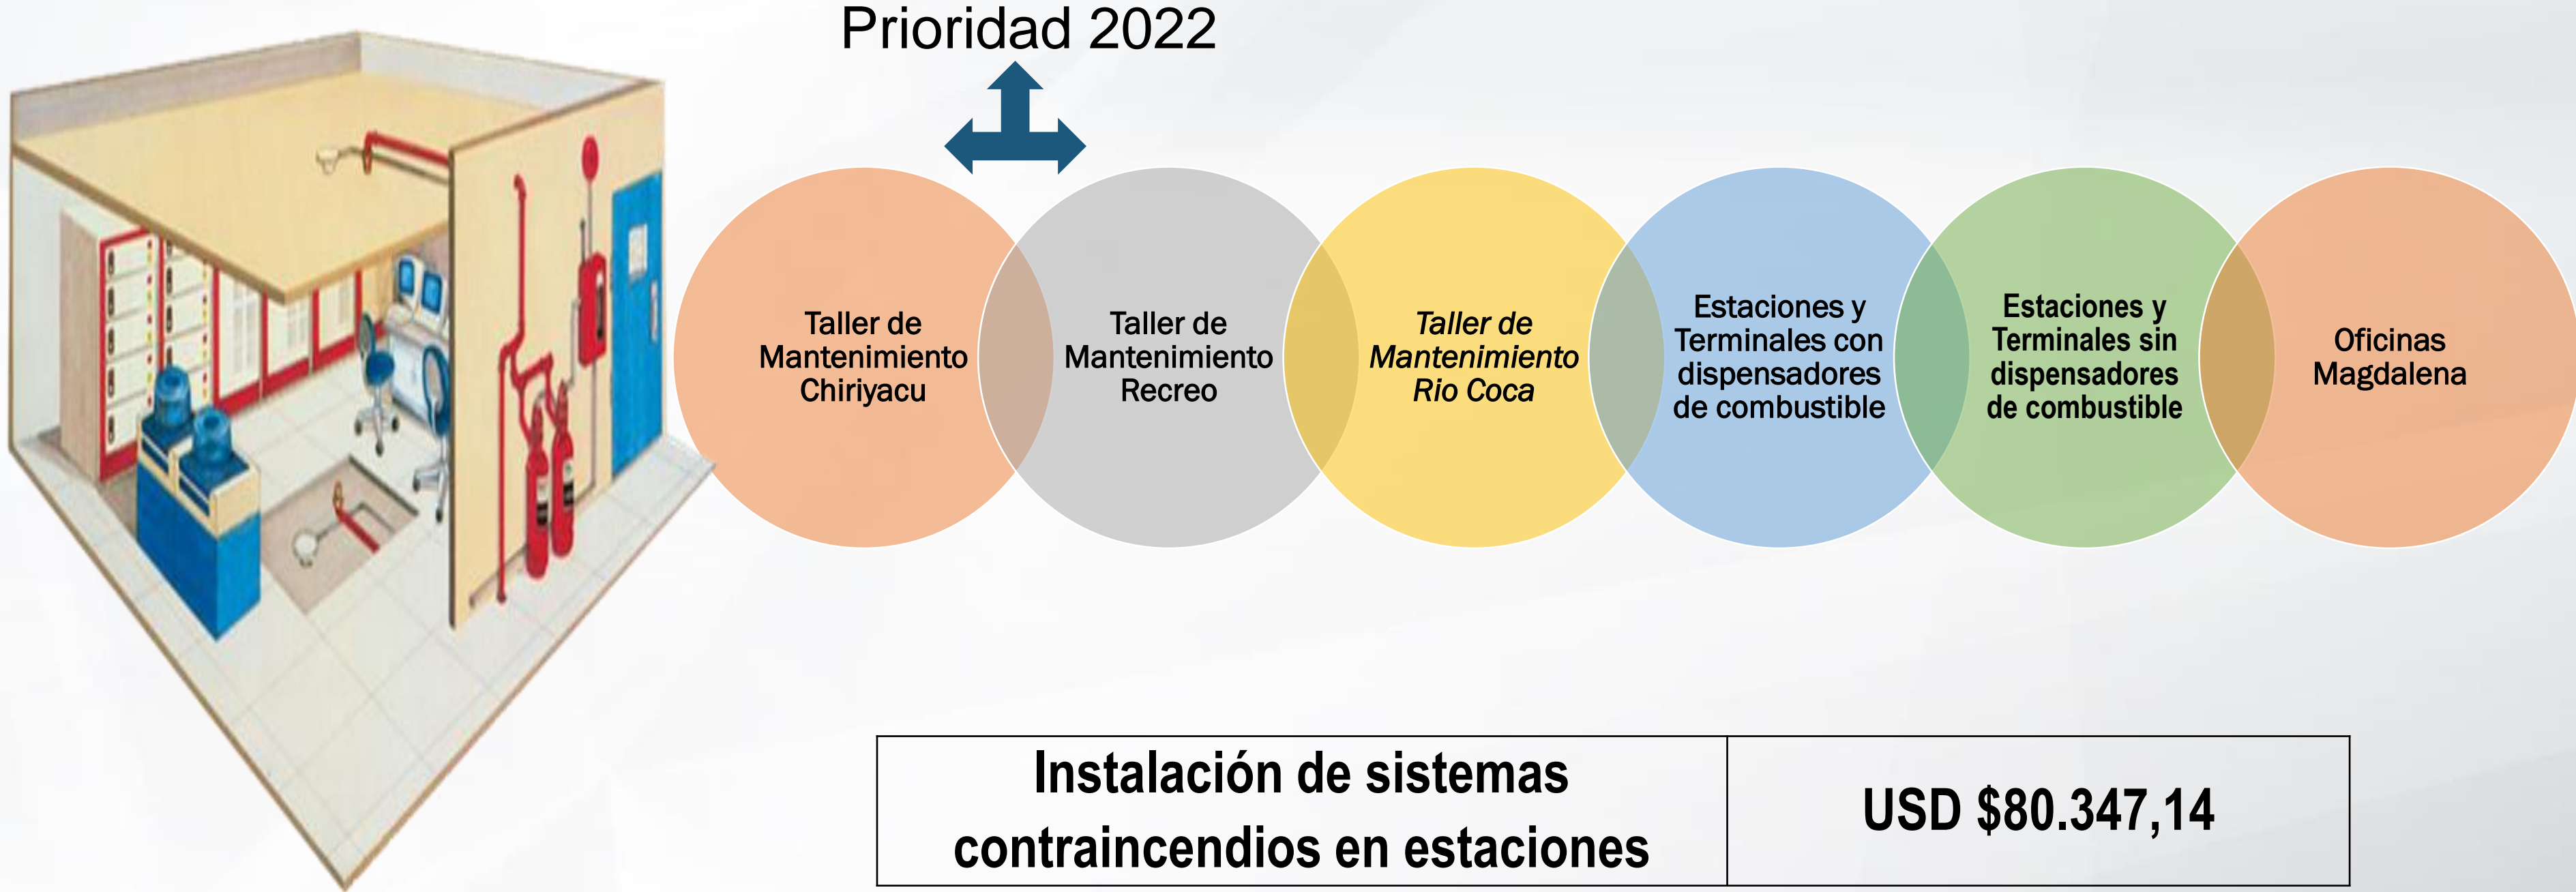 Prioridad 2022
Taller de
Mantenimiento
Chiriyacu
Taller de
Mantenimiento
Recreo
Taller de
Mantenimiento
Rio Coca
Estaciones y
Terminales con
dispensadores
de combustible
Estaciones y
Terminales sin
dispensadores
de combustible
Oficinas
Magdalena
Instalación de sistemas
contraincendios en estaciones
USD $80.347,14